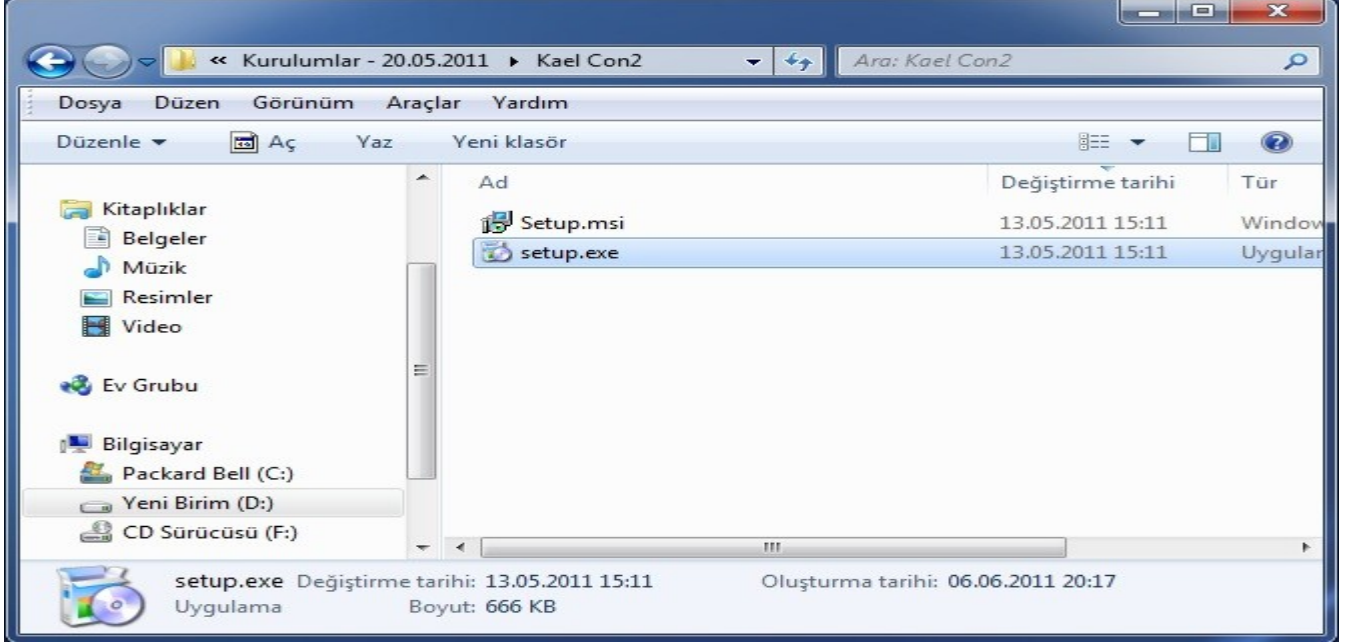 « Kurulumlar - 20.05.2011 ▸ Kael Con2 Ara: Kael Con2
Dosya Düzen Görünüm Araçlar Yardım
Düzenle Aç Yaz Yeni klasör
Ad Değiştirme tarihi Tür
Kitaplıklar
Belgeler
Müzik
Resimler
Video
Ev Grubu
Bilgisayar
Packard Bell (C:)
Yeni Birim (D:)
CD Sürücüsü (F:)
Setup.msi 13.05.2011 15:11 Window
setup.exe 13.05.2011 15:11 Uygular
setup.exe Değiştirme tarihi: 13.05.2011 15:11 Oluşturma tarihi: 06.06.2011 20:17
Uygulama Boyut: 666 KB